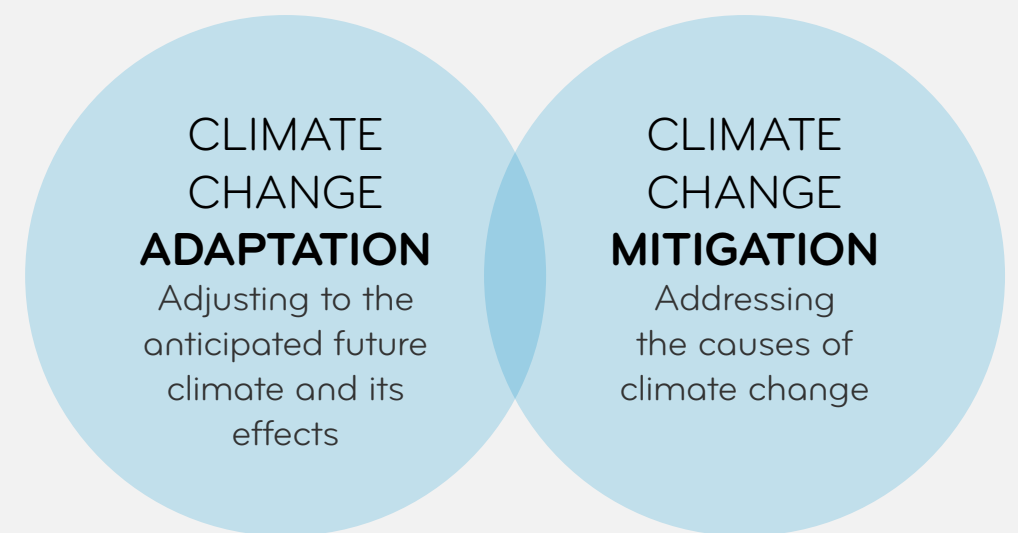 CLIMATE
CHANGE
ADAPTATION
Adjusting to the
anticipated future
climate and its
effects
CLIMATE
CHANGE
MITIGATION
Addressing
the causes of
climate change